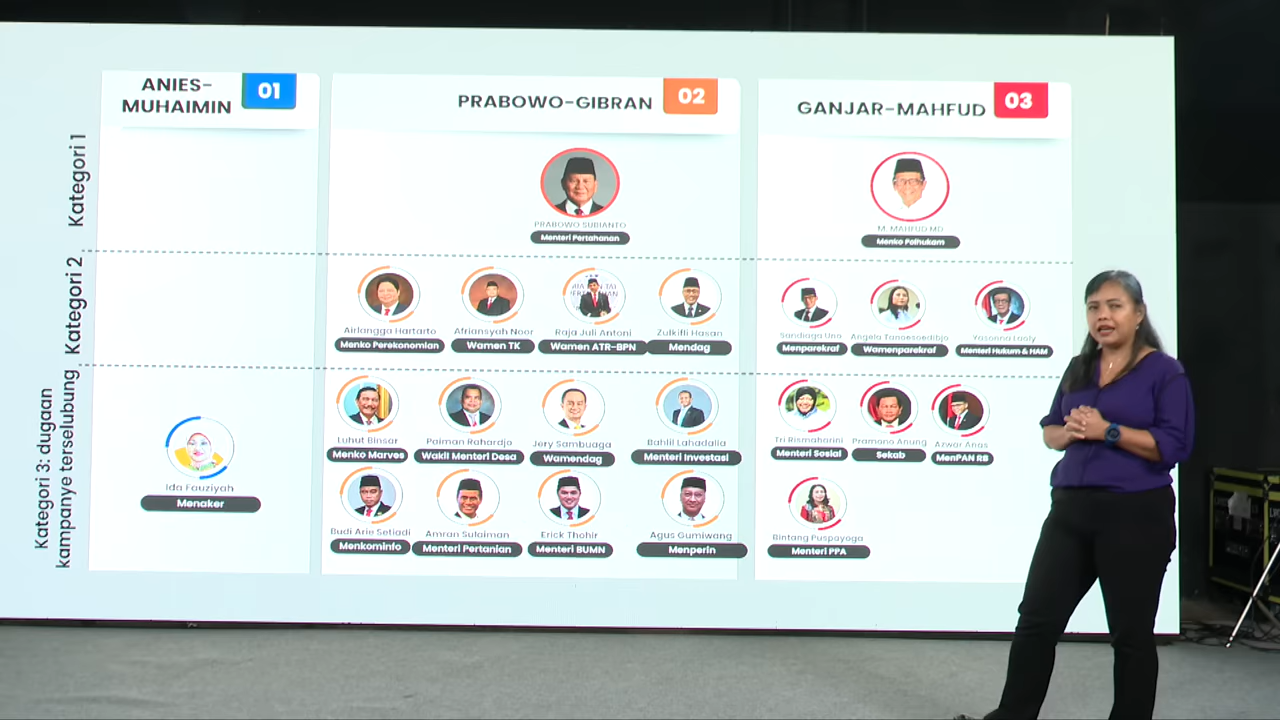 ANIES-
MUHAIMIN
01
PRABOWO-GIBRAN
02
GANJAR-MAHFUD
03
Kategori 1
PRABOWO SUBIANTO
Menteri Pertahanan
M. MAHFUD MD
Menko Polhukam
Kategori 2
Airlangga Hartarto
Menko Perekonomian
Afriansyah Noor
Wamen TK
Raja Juli Antoni
Wamen ATR-BPN
Zulkifli Hasan
Mendag
Sandiaga Uno
Menparekraf
Angela Tanoesoedibjo
Wamenparekraf
Yasonna Laoly
Menteri Hukum & HAM
Kategori 3: dugaan
kampanye terselubung
Ida Fauziyah
Menaker
Luhut Binsar
Menko Marves
Paiman Rahardjo
Wakil Menteri Desa
Jery Sambuaga
Wamendag
Bahlil Lahadalia
Menteri Investasi
Budi Arie Setiadi
Menkominfo
Amran Sulaiman
Menteri Pertanian
Erick Thohir
Menteri BUMN
Agus Gumiwang
Menperin
Tri Rismaharini
Menteri Sosial
Pramono Anung
Sekab
Azwar Anas
MenPAN RB
Bintang Puspayoga
Menteri PPA